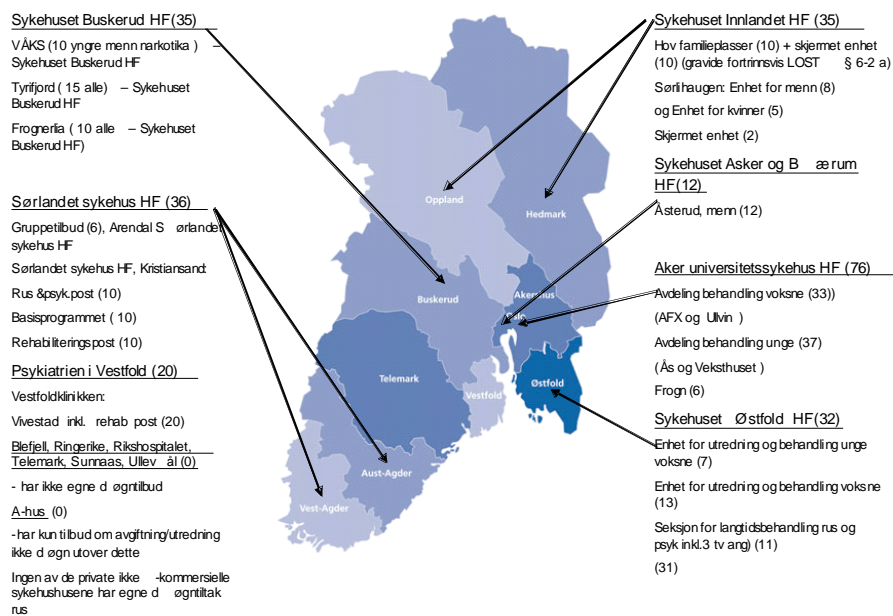 Sykehuset Buskerud HF(35)
VÅKS (10 yngre menn narkotika ) –
Sykehuset Buskerud HF
Tyrifjord ( 15 alle) – Sykehuset
Buskerud HF
Frognerlia ( 10 alle – Sykehuset
Buskerud HF)
Sørlandet sykehus HF (36)
Gruppetilbud (6), Arendal S ørlandet
sykehus HF
Sørlandet sykehus HF, Kristiansand:
Rus &psyk.post (10)
Basisprogrammet ( 10)
Rehabiliteringspost (10)
Psykiatrien i Vestfold (20)
Vestfoldklinikken:
Vivestad inkl. rehab post (20)
Blefjell, Ringerike, Rikshospitalet,
Telemark, Sunnaas, Ullev ål (0)
- har ikke egne d øgntilbud
A-hus (0)
-har kun tilbud om avgiftning/utredning
ikke d øgn utover dette
Ingen av de private ikke -kommersielle
sykehushusene har egne d øgntiltak
rus
Oppland
Hedmark
Buskerud
Akershus
Oslo
Telemark
Vestfold
Østfold
Aust-Agder
Vest-Agder
Sykehuset Innlandet HF (35)
Hov familieplasser (10) + skjermet enhet
(10) (gravide fortrinnsvis LOST § 6-2 a)
Sørlihaugen: Enhet for menn (8)
og Enhet for kvinner (5)
Skjermet enhet (2)
Sykehuset Asker og B ærum
HF(12)
Åsterud, menn (12)
Aker universitetssykehus HF (76)
Avdeling behandling voksne (33))
(AFX og Ullvin )
Avdeling behandling unge (37)
(Ås og Veksthuset )
Frogn (6)
Sykehuset Østfold HF(32)
Enhet for utredning og behandling unge
voksne (7)
Enhet for utredning og behandling voksne
(13)
Seksjon for langtidsbehandling rus og
psyk inkl.3 tv ang) (11)
(31)